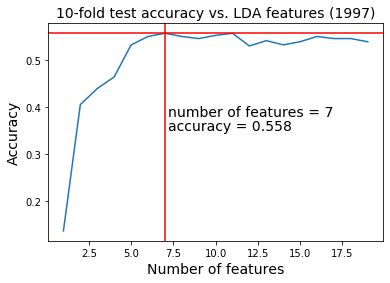 10-fold test accuracy vs. LDA features (1997)
0.5
0.4
0.3
0.2
Accuracy
number of features = 7
accuracy = 0.558
2.5 5.0 7.5 10.0 12.5 15.0 17.5
Number of features